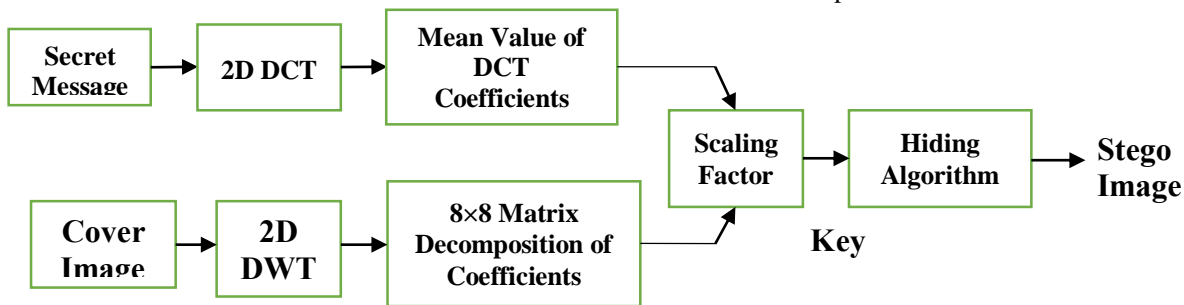 Secret
Message
2D DCT
Mean Value of
DCT
Coefficients
Scaling
Factor
Hiding
Algorithm
Stego
Image
Cover
Image
2D
DWT
8×8 Matrix
Decomposition of
Coefficients
Key